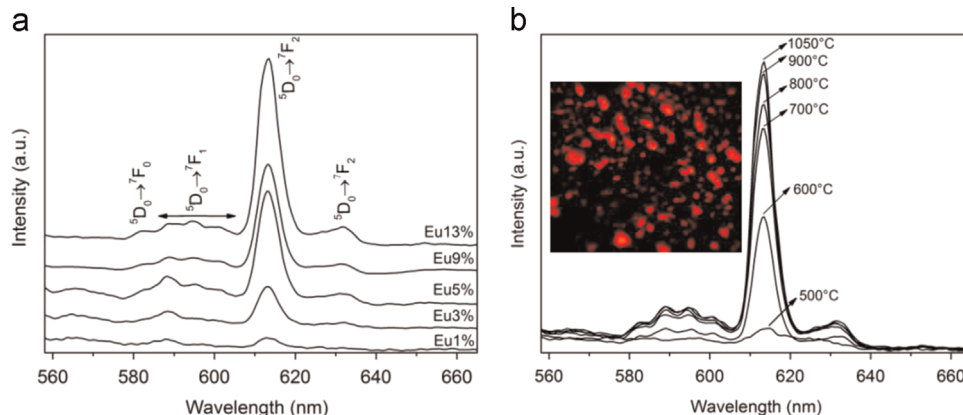 a
⁵D₀→⁷F₀
⁵D₀→⁷F₁
⁵D₀→⁷F₂
⁵D₀→⁷F₂
Eu13%
Eu9%
Eu5%
Eu3%
Eu1%
Intensity (a.u.)
560 580 600 620 640 660
Wavelength (nm)
b
1050°C
900°C
800°C
700°C
600°C
500°C
Intensity (a.u.)
560 580 600 620 640 660
Wavelength (nm)